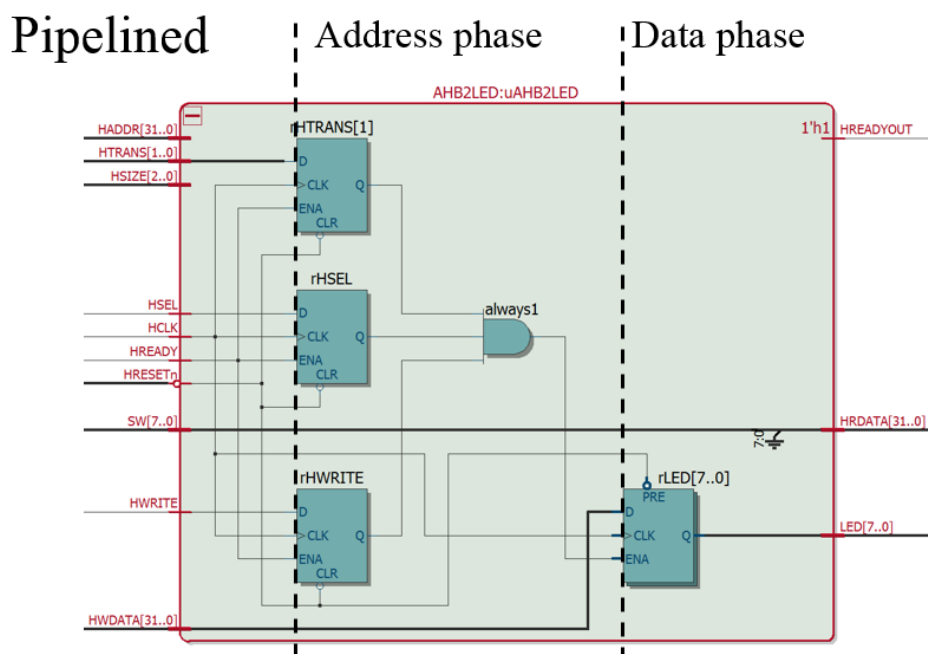 Pipelined
Address phase
Data phase
AHB2LED:uAHB2LED
HADDR[31..0]
HTRANS[1..0]
HSIZE[2..0]
rHTRANS[1]
D
CLK
Q
ENA
CLR
1'h1
HREADYOUT
HSEL
HCLK
HREADY
HRESETn
rHSEL
D
CLK
Q
ENA
CLR
always1
SW[7..0]
7:0
HRDATA[31..0]
HWRITE
rHWRITE
D
CLK
Q
ENA
CLR
rLED[7..0]
PRE
D
CLK
Q
ENA
LED[7..0]
HWDATA[31..0]